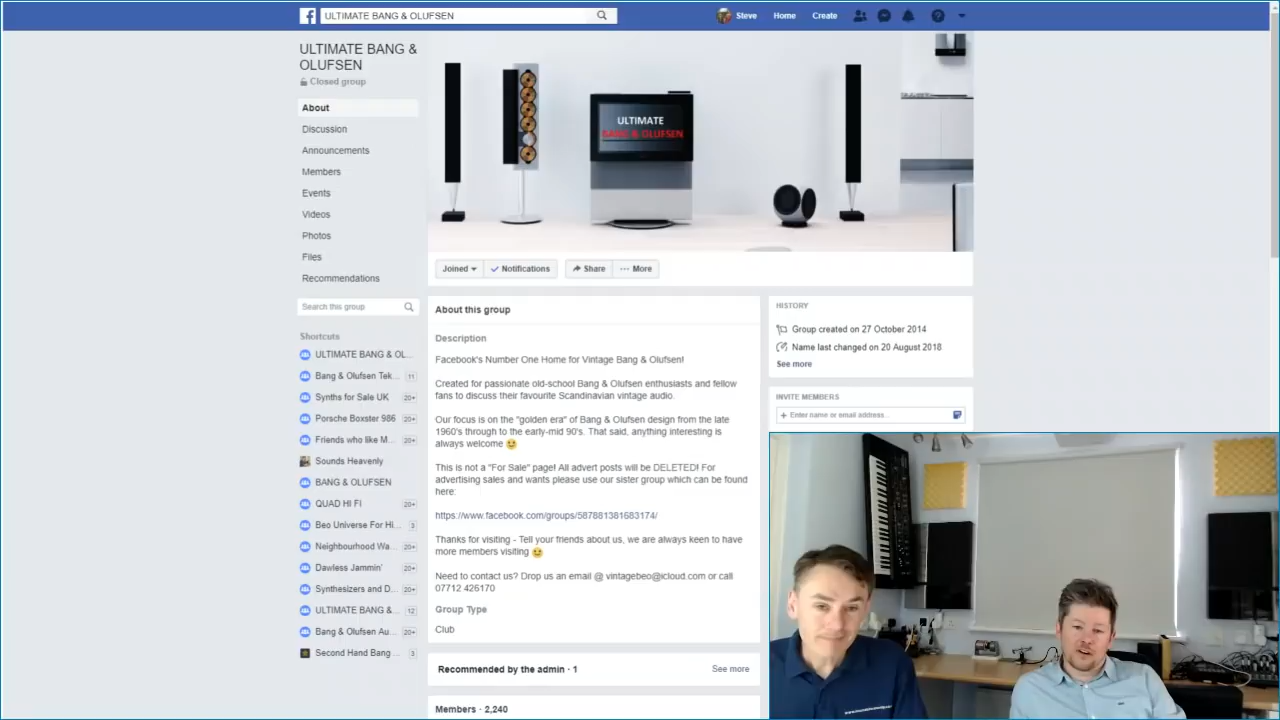 ULTIMATE BANG & OLUFSEN
Steve
Home
Create
ULTIMATE BANG &
OLUFSEN
Closed group
About
Discussion
Announcements
Members
Events
Videos
Photos
Files
Recommendations
Search this group
Shortcuts
ULTIMATE BANG & OL...
Bang & Olufsen Tek... 11
Synths for Sale UK 20+
Porsche Boxster 986 20+
Friends who like M... 20+
Sounds Heavenly
BANG & OLUFSEN
QUAD HI FI 20+
Beo Universe For Hi... 3
Neighbourhood Wa... 20+
Dawless Jammin' 20+
Synthesizers and D... 20+
ULTIMATE BANG &... 12
Bang & Olufsen Au... 20+
Second Hand Bang ... 3
ULTIMATE
BANG & OLUFSEN
Joined
Notifications
Share
More
About this group
Description
Facebook's Number One Home for Vintage Bang & Olufsen!
Created for passionate old-school Bang & Olufsen enthusiasts and fellow
fans to discuss their favourite Scandinavian vintage audio.
Our focus is on the "golden era" of Bang & Olufsen design from the late
1960's through to the early-mid 90's. That said, anything interesting is
always welcome
This is not a "For Sale" page! All advert posts will be DELETED! For
advertising sales and wants please use our sister group which can be found
here:
https://www.facebook.com/groups/587881381683174/
Thanks for visiting - Tell your friends about us, we are always keen to have
more members visiting
Need to contact us? Drop us an email @ vintagebeo@icloud.com or call
07712 426170
Group Type
Club
Recommended by the admin · 1
See more
Members · 2,240
HISTORY
Group created on 27 October 2014
Name last changed on 20 August 2018
See more
INVITE MEMBERS
+ Enter name or email address...